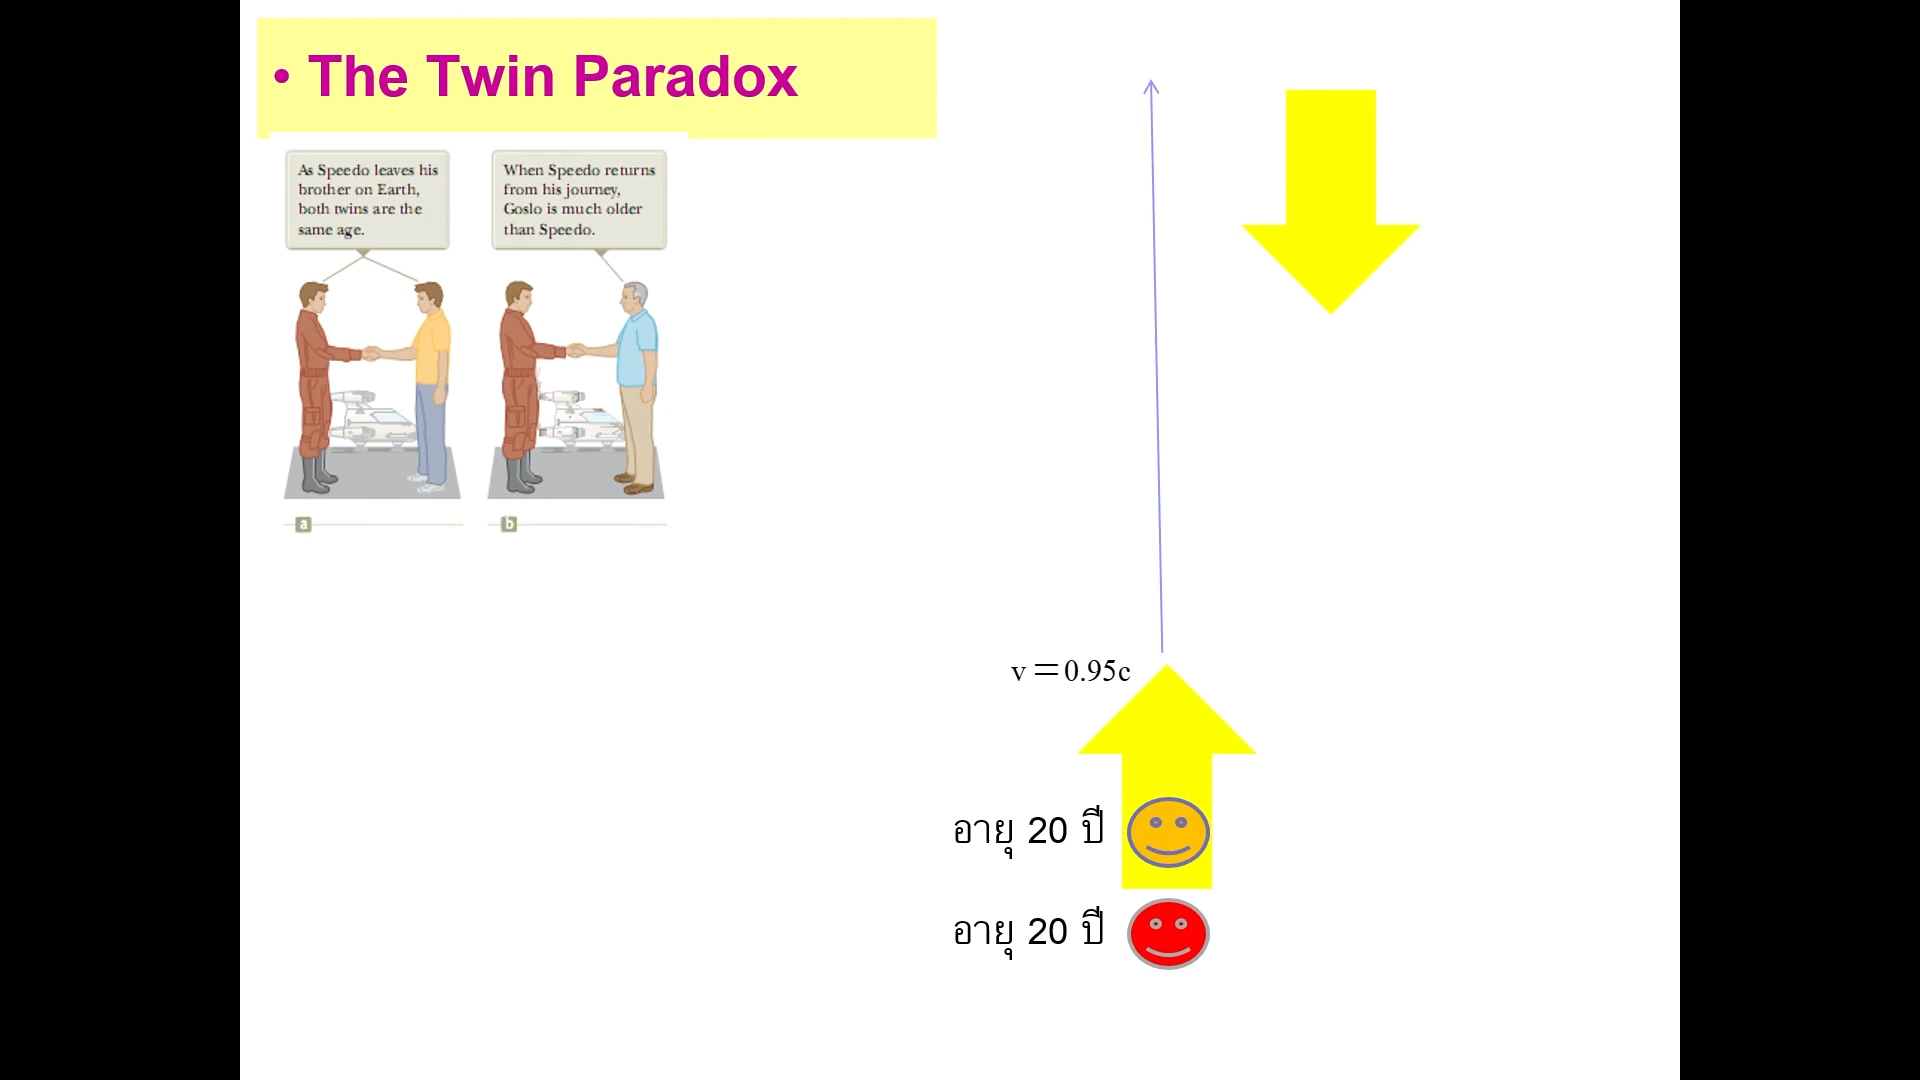 • The Twin Paradox
As Speedo leaves his
brother on Earth,
both twins are the
same age.
When Speedo returns
from his journey,
Goslo is much older
than Speedo.
a
b
v = 0.95c
อายุ 20 ปี
อายุ 20 ปี